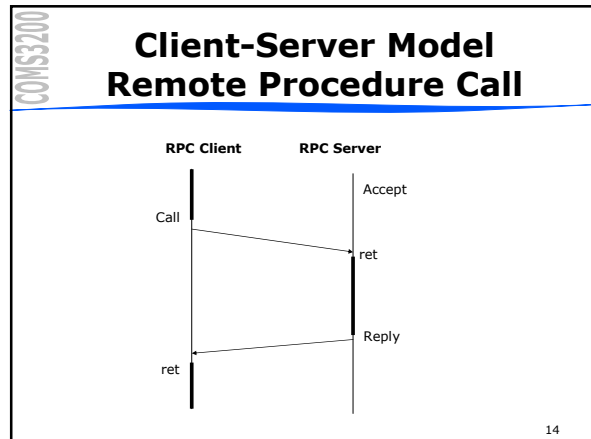 COMS3200
Client-Server Model
Remote Procedure Call
RPC Client RPC Server
Accept
Call
ret
Reply
ret
14